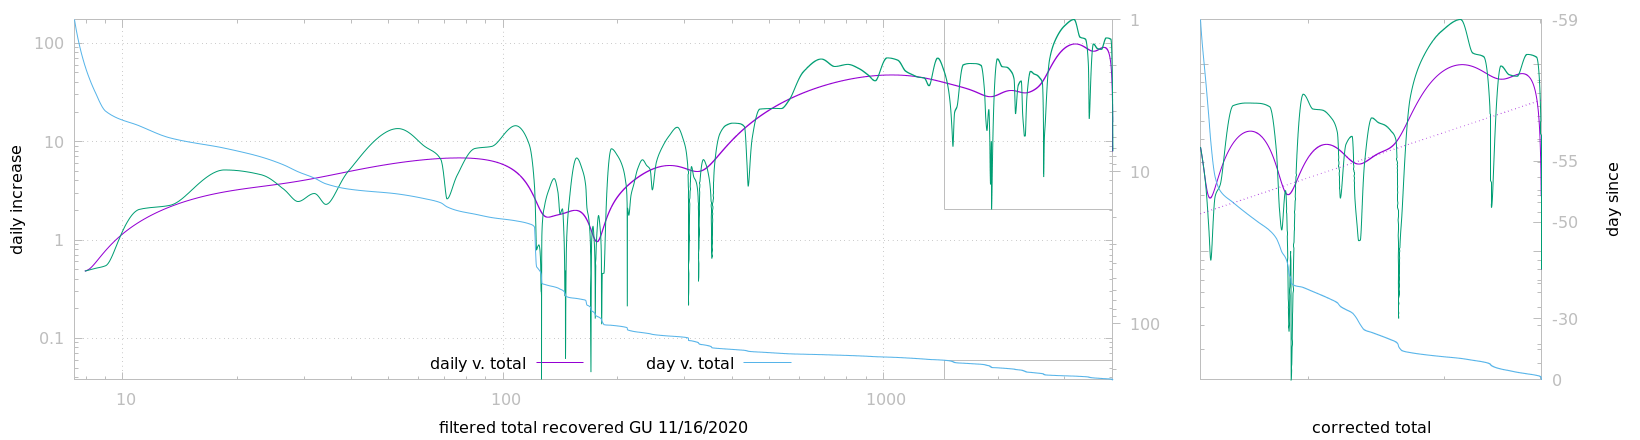 100
10
1
0.1
daily increase
daily v. total
day v. total
10
100
1000
filtered total recovered GU 11/16/2020
1
10
100
-59
-55
-50
-30
0
day since
corrected total